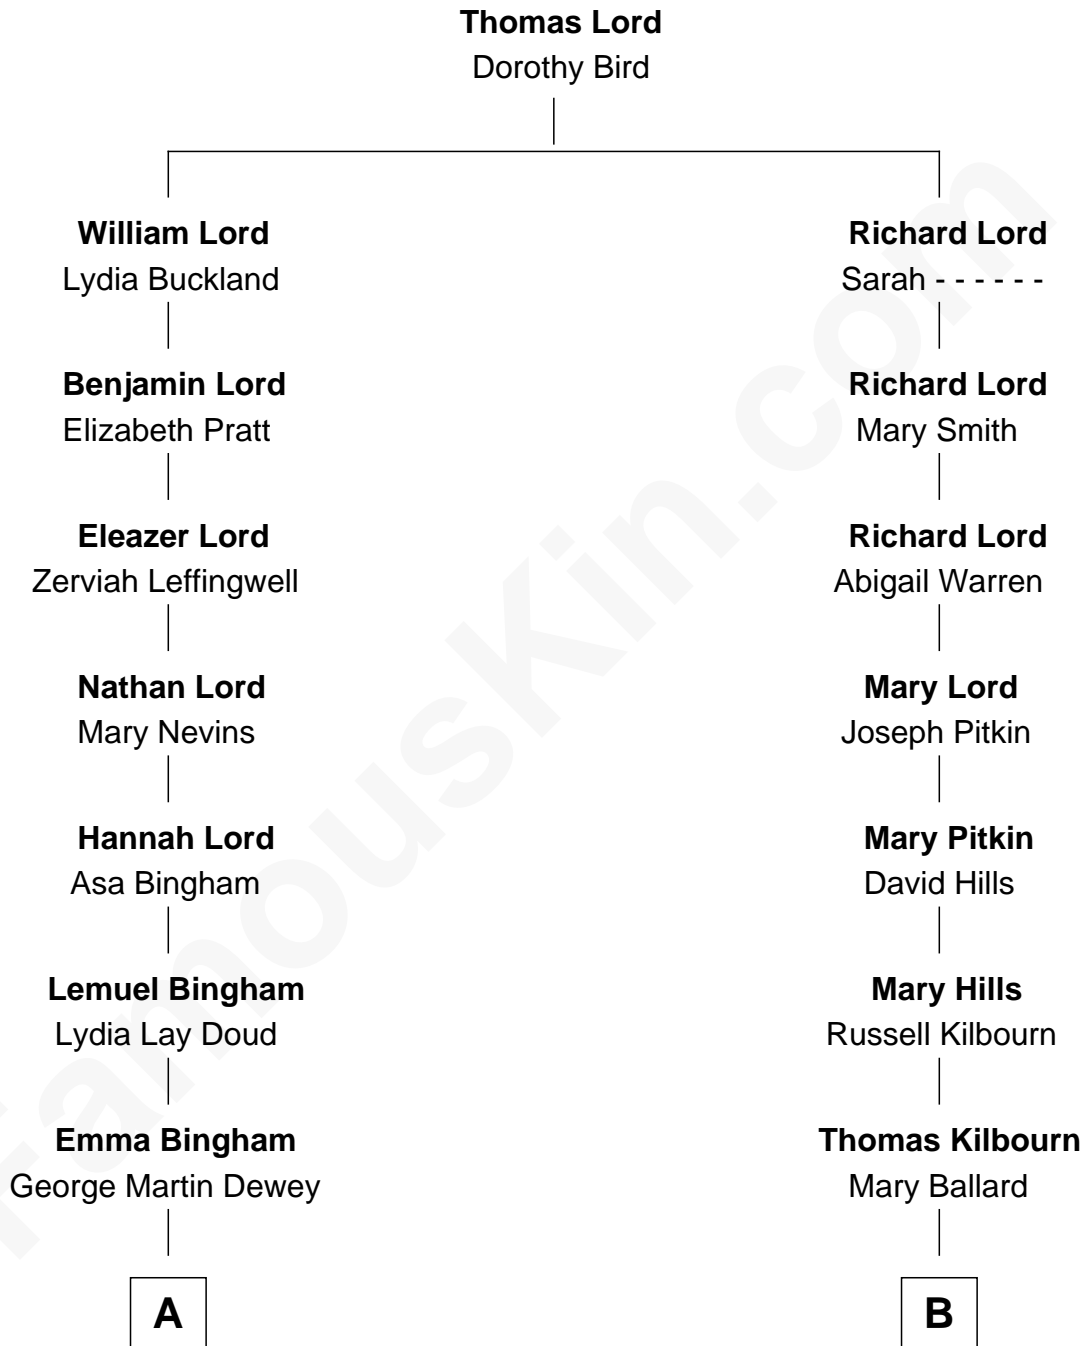 Thomas Lord
Dorothy Bird
William Lord
Lydia Buckland
Richard Lord
Sarah - - - - - -
Benjamin Lord
Elizabeth Pratt
Richard Lord
Mary Smith
Eleazer Lord
Zerviah Leffingwell
Richard Lord
Abigail Warren
Nathan Lord
Mary Nevins
Mary Lord
Joseph Pitkin
Hannah Lord
Asa Bingham
Mary Pitkin
David Hills
Lemuel Bingham
Lydia Lay Doud
Mary Hills
Russell Kilbourn
Emma Bingham
George Martin Dewey
Thomas Kilbourn
Mary Ballard
A
B
FamousKin.com